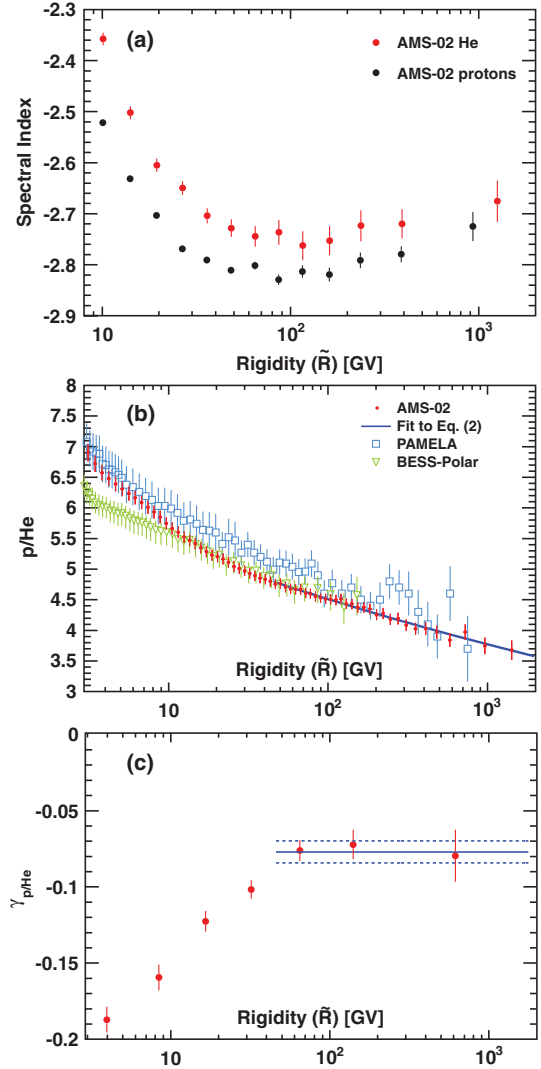 -2.3
(a)
AMS-02 He
-2.4
AMS-02 protons
-2.5
Spectral Index
-2.6
-2.7
-2.8
-2.9
10
10²
10³
Rigidity (R̃) [GV]
8
(b)
AMS-02
7.5
Fit to Eq. (2)
7
PAMELA
6.5
BESS-Polar
6
p/He
5.5
5
4.5
4
3.5
Rigidity (R̃) [GV]
3
10
10²
10³
0
(c)
-0.05
γp/He
-0.1
-0.15
Rigidity (R̃) [GV]
-0.2
10
10²
10³